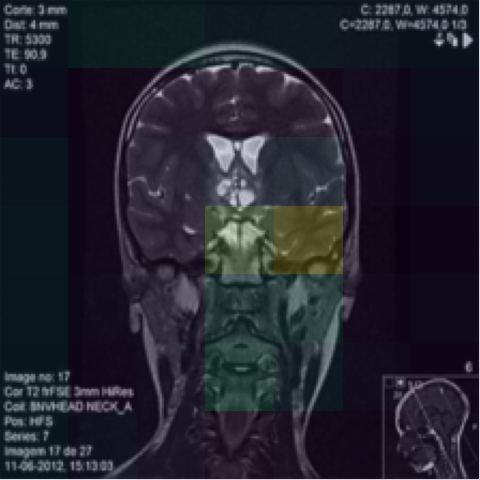 Corte: 3 mm
Dist: 4 mm
TR: 5300
TE: 90,9
TI: 0
AC: 3
C: 2287,0, W: 4574,0
C=2287,0, W=4574,0 1/3
Image no: 17
Cor T2 frFSE 3mm HiRes
Coil: 8NVHEAD NECK_A
Pos: HFS
Series: 7
Imagem 17 de 27
11-06-2012, 15:13:03
6